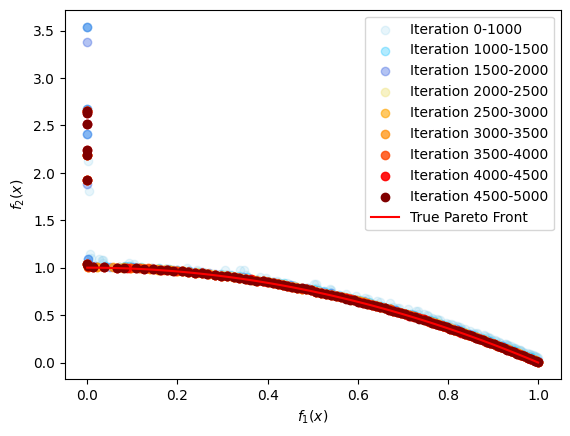 3.5
3.0
2.5
2.0
1.5
1.0
0.5
0.0
f₂(x)
0.0 0.2 0.4 0.6 0.8 1.0
f₁(x)
Iteration 0-1000
Iteration 1000-1500
Iteration 1500-2000
Iteration 2000-2500
Iteration 2500-3000
Iteration 3000-3500
Iteration 3500-4000
Iteration 4000-4500
Iteration 4500-5000
True Pareto Front